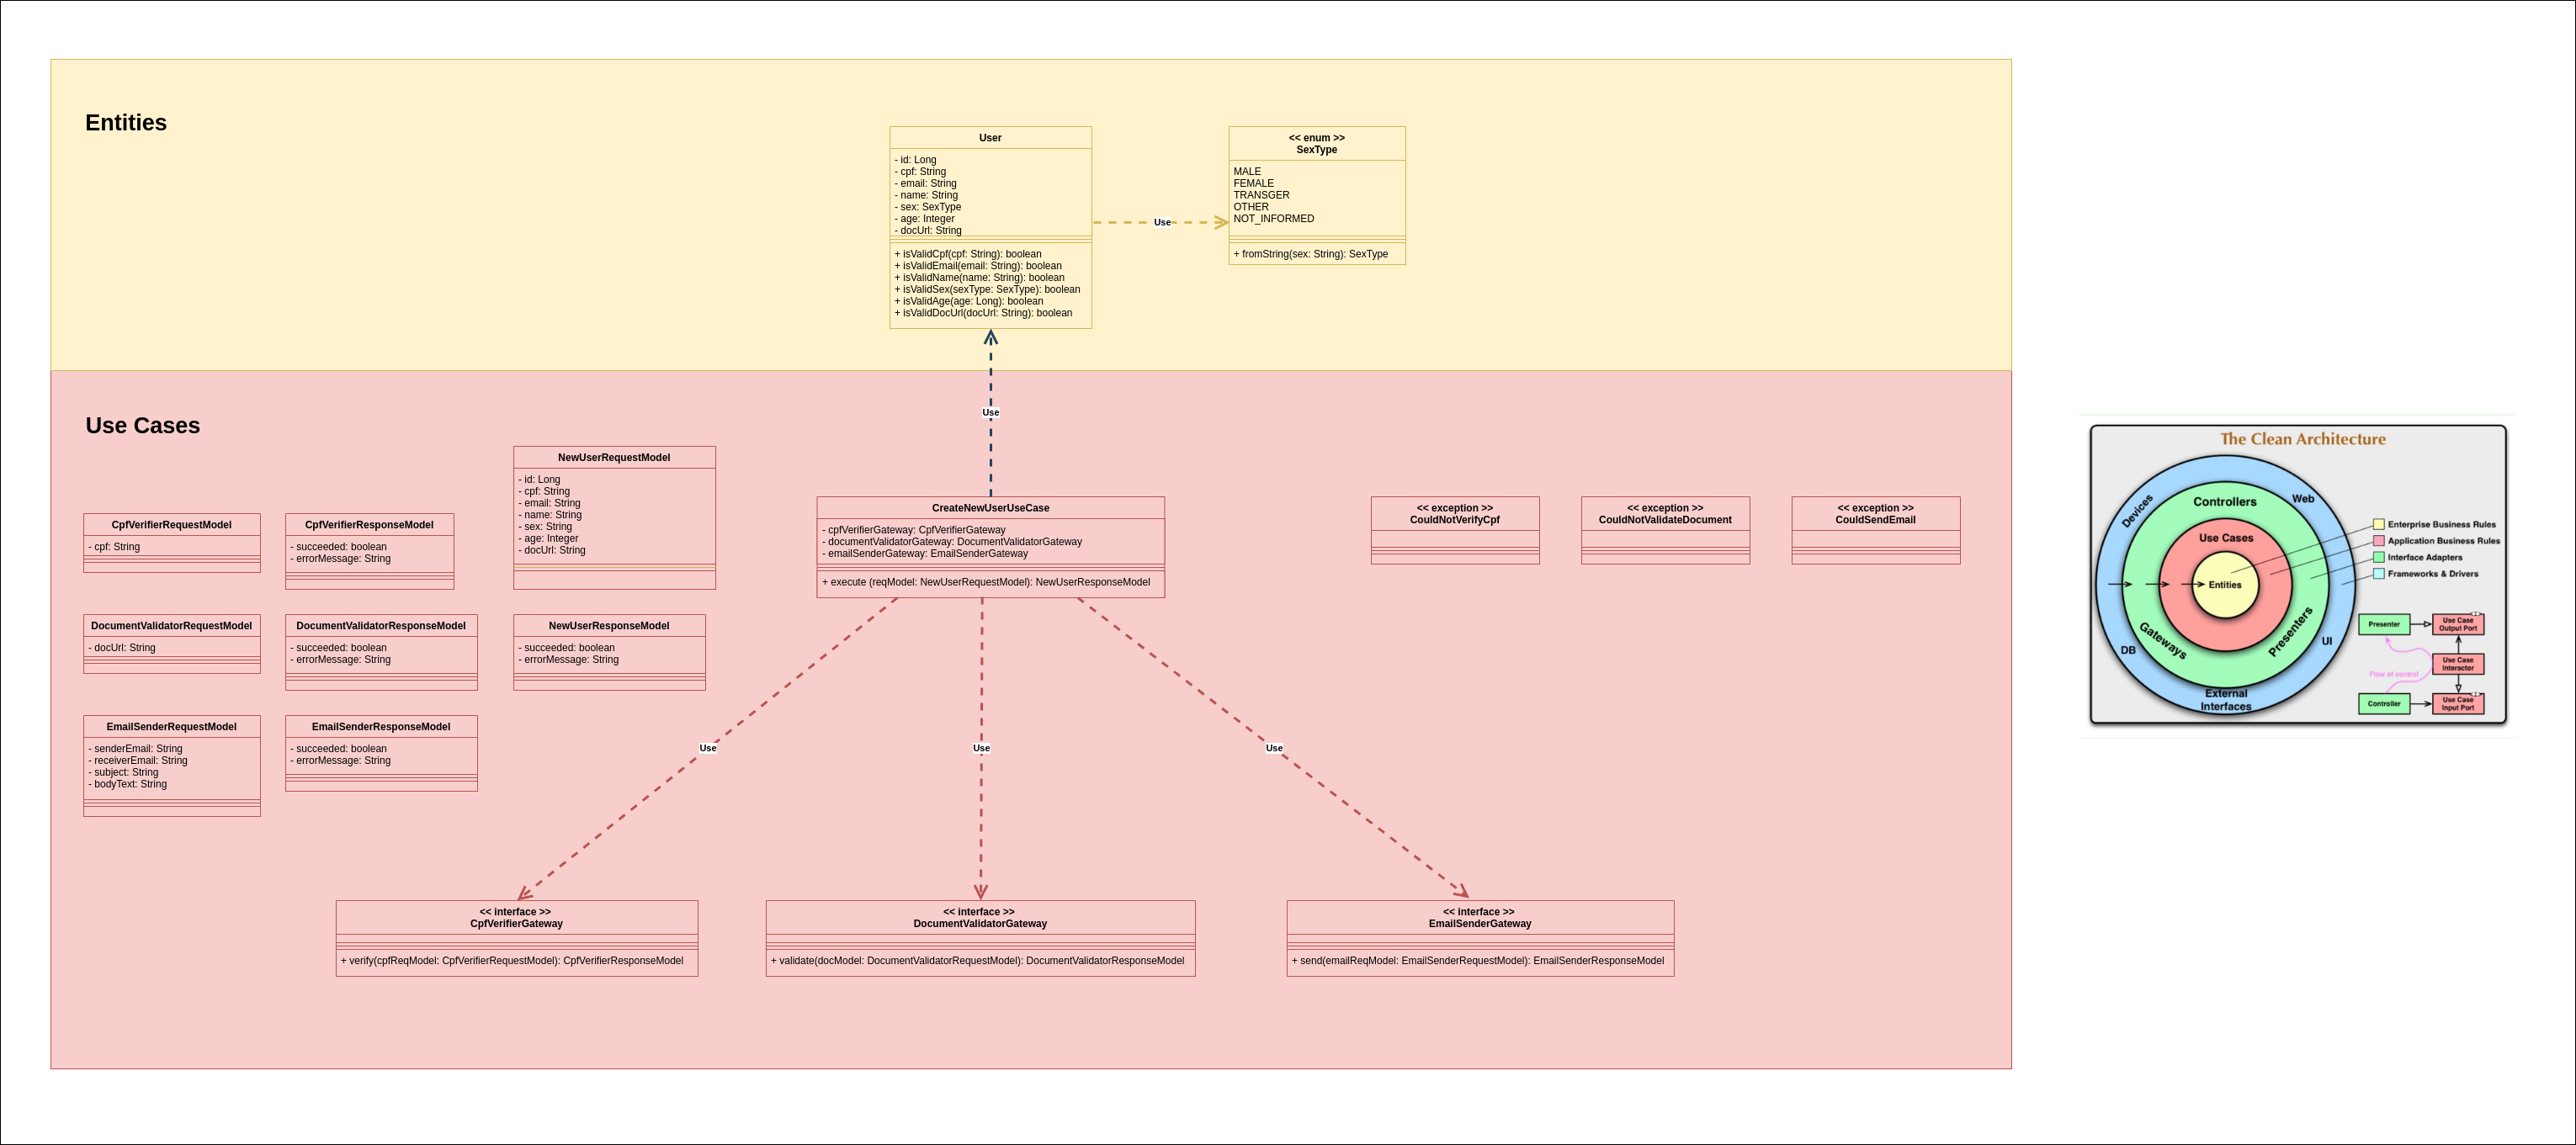 Entities
User
- id: Long
- cpf: String
- email: String
- name: String
- sex: SexType
- age: Integer
- docUrl: String
+ isValidCpf(cpf: String): boolean
+ isValidEmail(email: String): boolean
+ isValidName(name: String): boolean
+ isValidSex(sexType: SexType): boolean
+ isValidAge(age: Long): boolean
+ isValidDocUrl(docUrl: String): boolean
Use
<< enum >>
SexType
MALE
FEMALE
TRANSGER
OTHER
NOT_INFORMED
+ fromString(sex: String): SexType
Use
Use Cases
CpfVerifierRequestModel
- cpf: String
CpfVerifierResponseModel
- succeeded: boolean
- errorMessage: String
NewUserRequestModel
- id: Long
- cpf: String
- email: String
- name: String
- sex: String
- age: Integer
- docUrl: String
CreateNewUserUseCase
- cpfVerifierGateway: CpfVerifierGateway
- documentValidatorGateway: DocumentValidatorGateway
- emailSenderGateway: EmailSenderGateway
+ execute (reqModel: NewUserRequestModel): NewUserResponseModel
<< exception >>
CouldNotVerifyCpf
<< exception >>
CouldNotValidateDocument
<< exception >>
CouldSendEmail
DocumentValidatorRequestModel
- docUrl: String
DocumentValidatorResponseModel
- succeeded: boolean
- errorMessage: String
NewUserResponseModel
- succeeded: boolean
- errorMessage: String
EmailSenderRequestModel
- senderEmail: String
- receiverEmail: String
- subject: String
- bodyText: String
EmailSenderResponseModel
- succeeded: boolean
- errorMessage: String
Use
Use
Use
<< interface >>
CpfVerifierGateway
+ verify(cpfReqModel: CpfVerifierRequestModel): CpfVerifierResponseModel
<< interface >>
DocumentValidatorGateway
+ validate(docModel: DocumentValidatorRequestModel): DocumentValidatorResponseModel
<< interface >>
EmailSenderGateway
+ send(emailReqModel: EmailSenderRequestModel): EmailSenderResponseModel
The Clean Architecture
Devices
Web
Controllers
Use Cases
Entities
Gateways
Presenters
DB
UI
External
Interfaces
Enterprise Business Rules
Application Business Rules
Interface Adapters
Frameworks & Drivers
Presenter
Use Case
Output Port
Use Case
Interactor
Flow of control
Controller
Use Case
Input Port